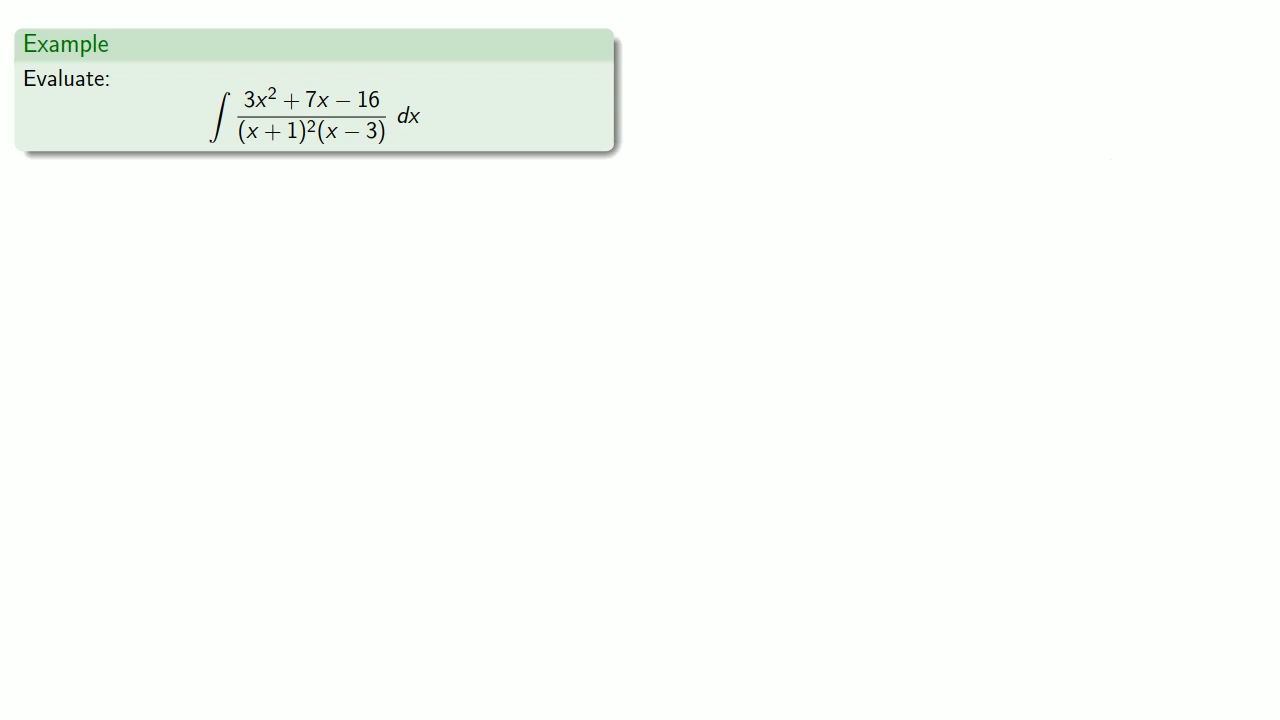 Example
Evaluate:
∫ (3x² + 7x − 16) / ((x + 1)²(x − 3)) dx